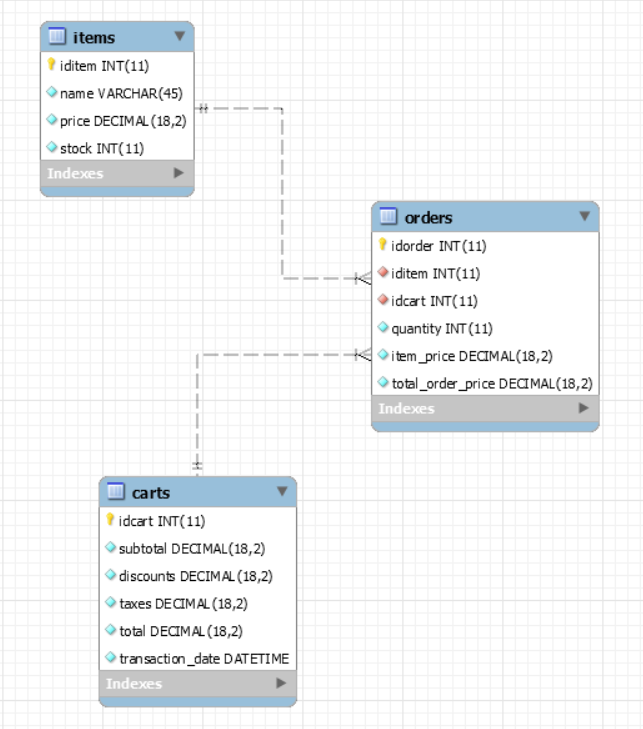 items
iditem INT(11)
name VARCHAR(45)
price DECIMAL(18,2)
stock INT(11)
Indexes
orders
idorder INT(11)
iditem INT(11)
idcart INT(11)
quantity INT(11)
item_price DECIMAL(18,2)
total_order_price DECIMAL(18,2)
Indexes
carts
idcart INT(11)
subtotal DECIMAL(18,2)
discounts DECIMAL(18,2)
taxes DECIMAL(18,2)
total DECIMAL(18,2)
transaction_date DATETIME
Indexes